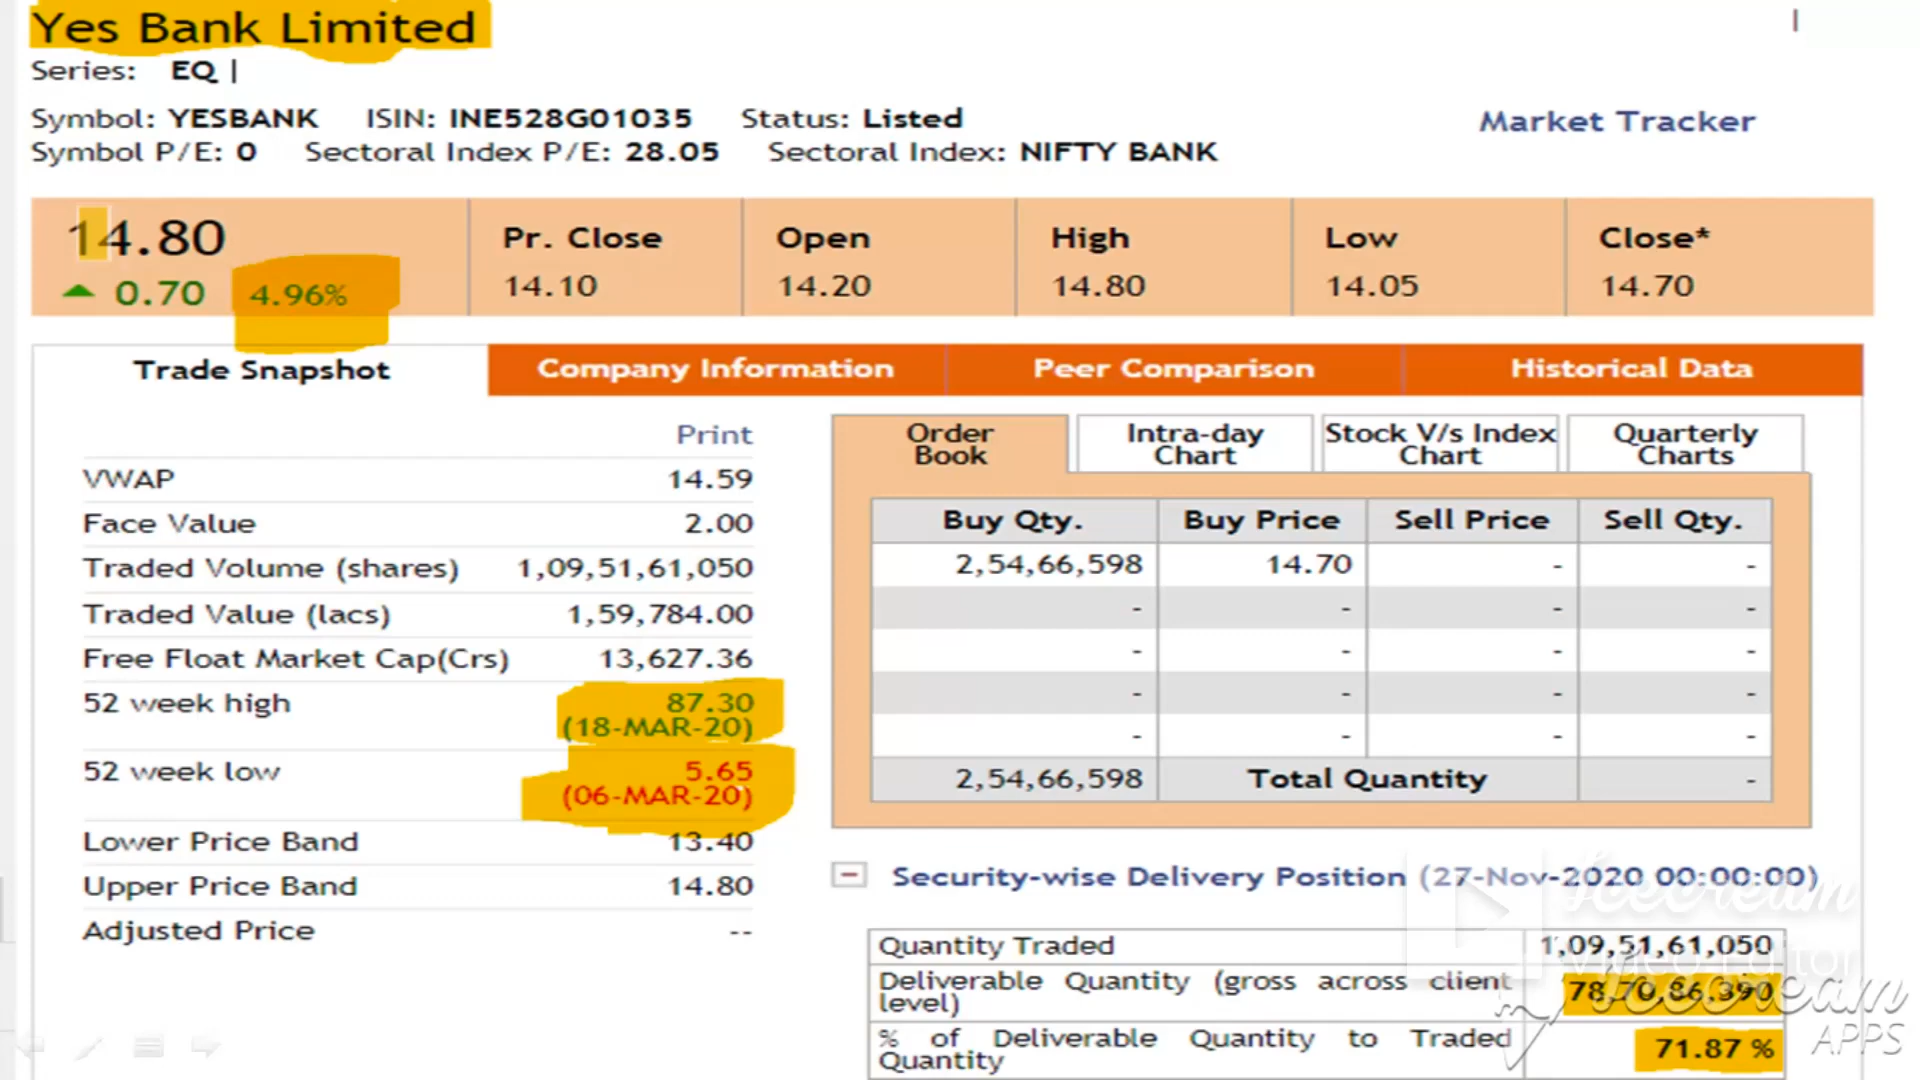 Yes Bank Limited
Series: EQ |
Symbol: YESBANK ISIN: INE528G01035 Status: Listed
Market Tracker
Symbol P/E: 0 Sectoral Index P/E: 28.05 Sectoral Index: NIFTY BANK
14.80 Pr. Close Open High Low Close*
0.70 4.96% 14.10 14.20 14.80 14.05 14.70
Trade Snapshot Company Information Peer Comparison Historical Data
Print
VWAP 14.59
Face Value 2.00
Traded Volume (shares) 1,09,51,61,050
Traded Value (lacs) 1,59,784.00
Free Float Market Cap(Crs) 13,627.36
52 week high 87.30
(18-MAR-20)
52 week low 5.65
(06-MAR-20)
Lower Price Band 13.40
Upper Price Band 14.80
Adjusted Price --
Order Book Intra-day Chart Stock V/s Index Chart Quarterly Charts
Buy Qty. Buy Price Sell Price Sell Qty.
2,54,66,598 14.70 - -
- - - -
- - - -
- - - -
- - - -
2,54,66,598 Total Quantity -
Security-wise Delivery Position (27-Nov-2020 00:00:00)
Quantity Traded 1,09,51,61,050
Deliverable Quantity (gross across client
level) 78,70,86,390
% of Deliverable Quantity to Traded
Quantity 71.87 %
Icecream
Video Editor
Icecream
APPS